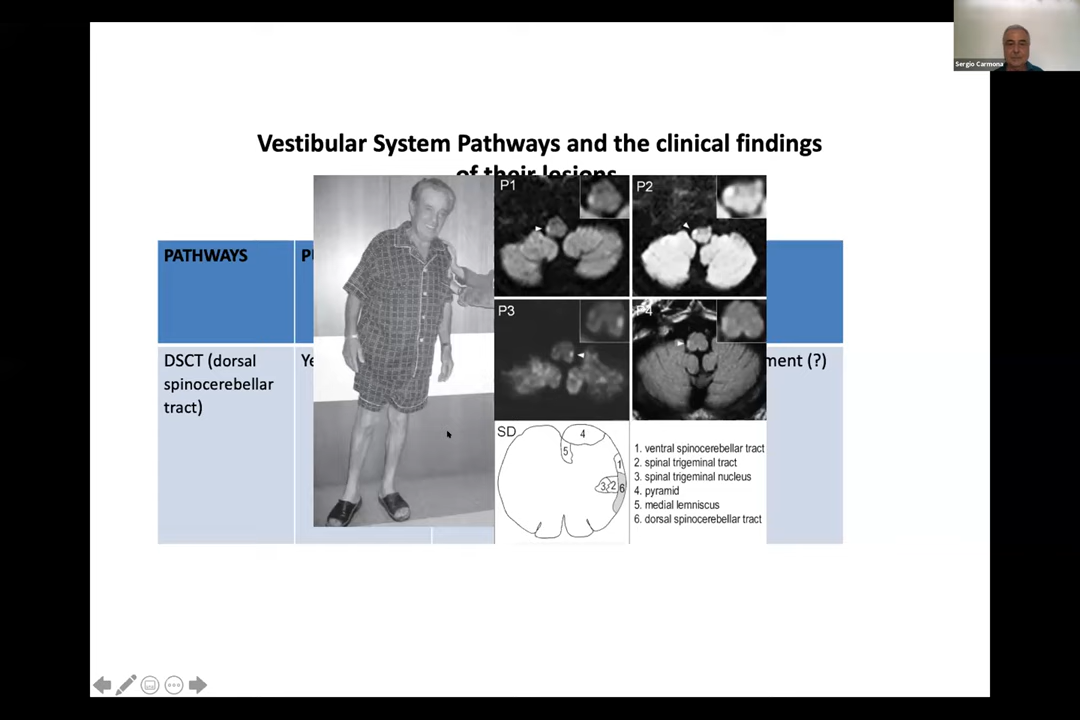 Sergio Carmona
Vestibular System Pathways and the clinical findings
of their lesions
PATHWAYS
DSCT (dorsal
spinocerebellar
tract)
P1
P2
P3
P4
SD
4
5
1
3
2
6
1. ventral spinocerebellar tract
2. spinal trigeminal tract
3. spinal trigeminal nucleus
4. pyramid
5. medial lemniscus
6. dorsal spinocerebellar tract
ment (?)